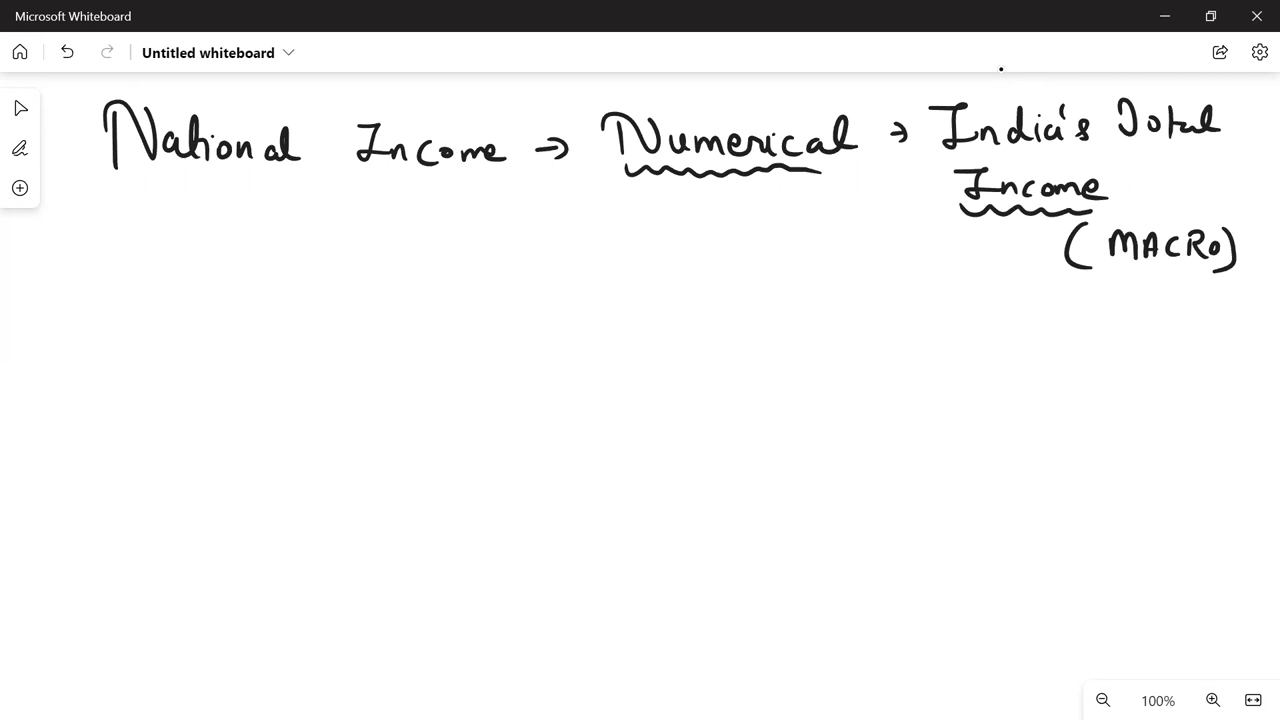 Microsoft Whiteboard
Untitled whiteboard
National Income → Numerical → India's Total
Income
(MACRO)
100%